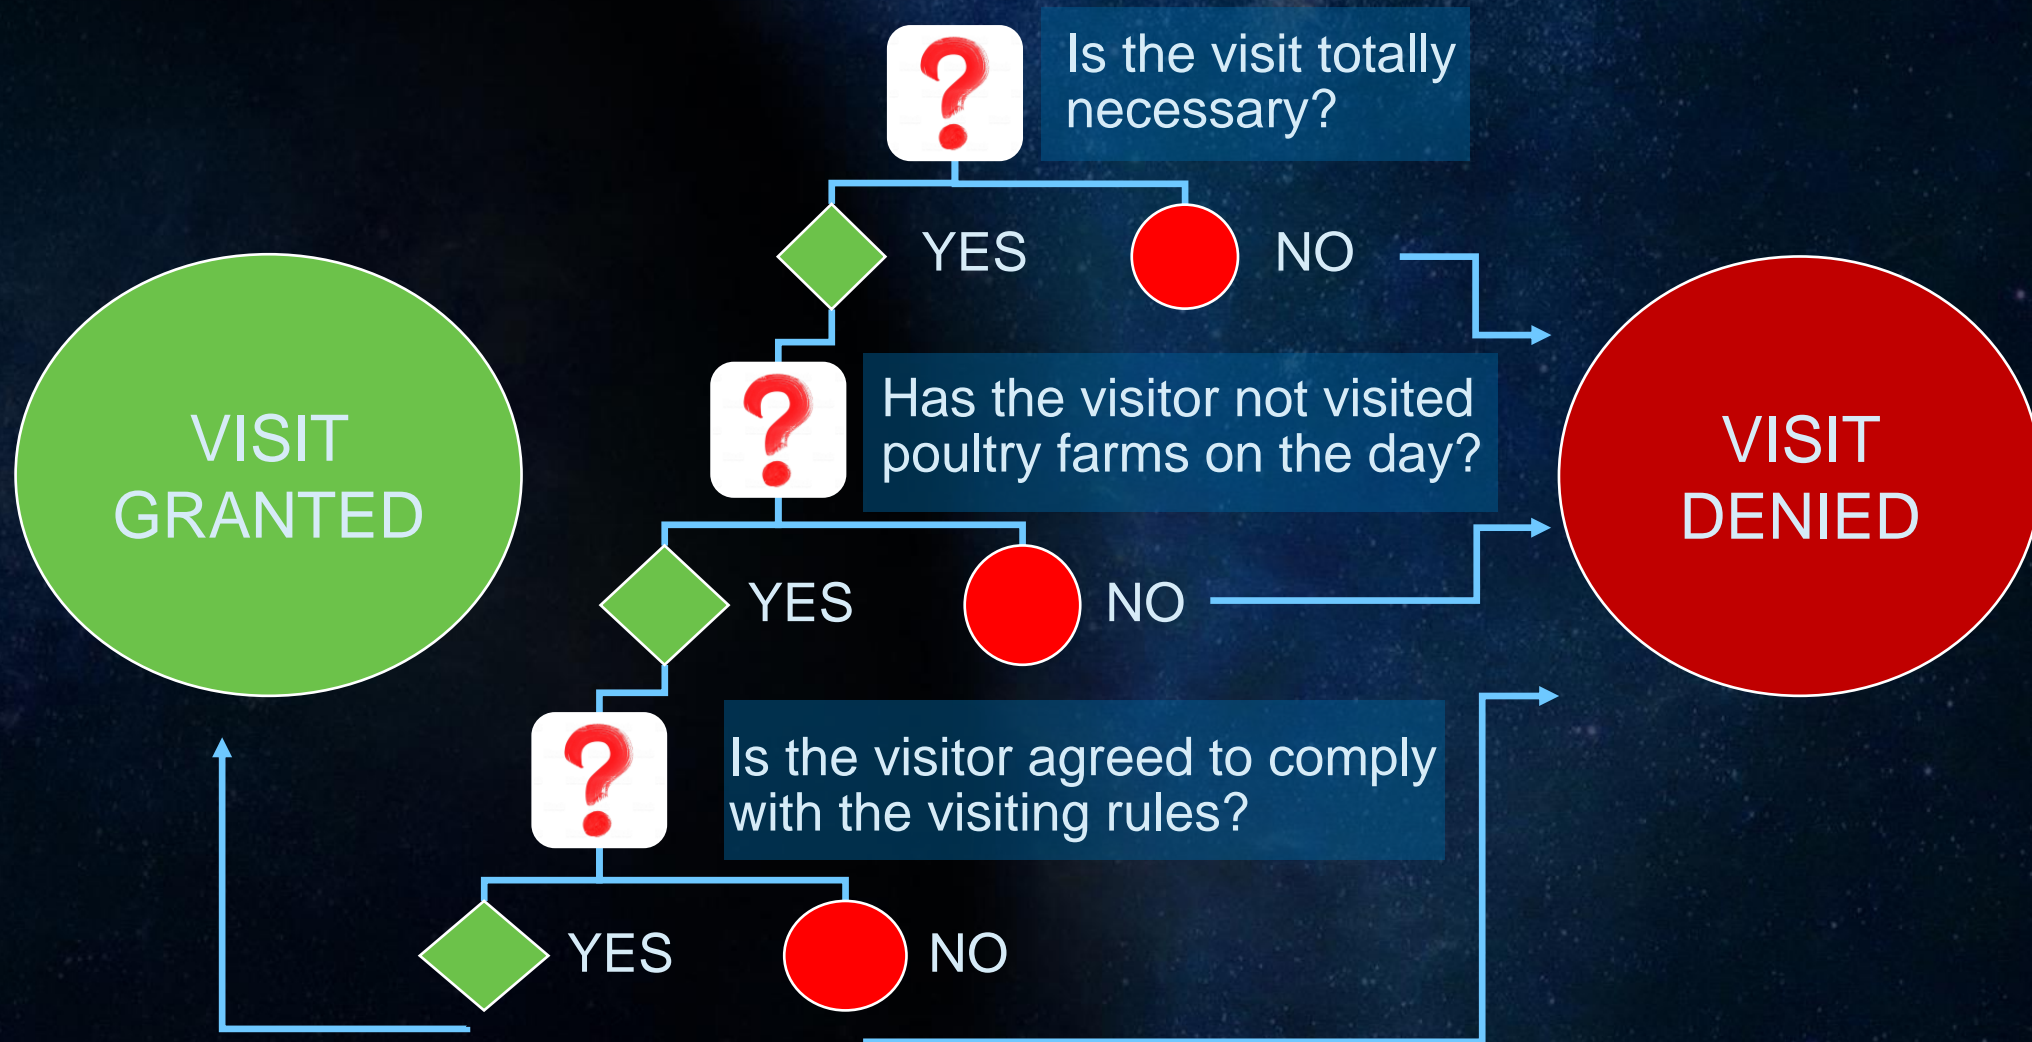 Is the visit totally
necessary?
YES
NO
VISIT
GRANTED
Has the visitor not visited
poultry farms on the day?
VISIT
DENIED
YES
NO
Is the visitor agreed to comply
with the visiting rules?
YES
NO